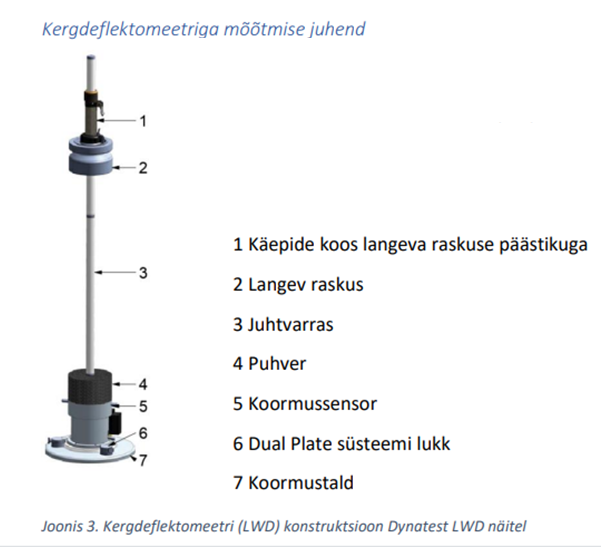 Kergdeflektomeetriga mõõtmise juhend
1
2
3
4
5
6
7
1 Käepide koos langeva raskuse päästikuga
2 Langev raskus
3 Juhtvarras
4 Puhver
5 Koormussensor
6 Dual Plate süsteemi lukk
7 Koormustald
Joonis 3. Kergdeflektomeetri (LWD) konstruktsioon Dynatest LWD näitel